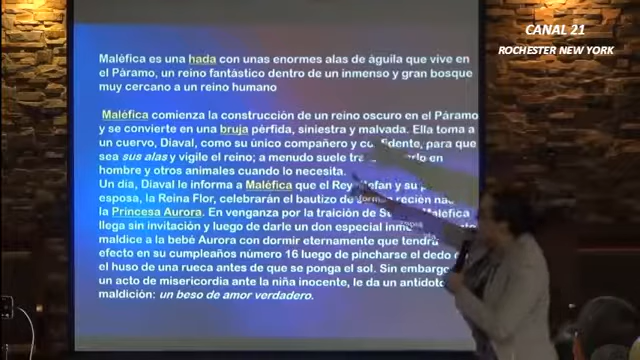 CANAL 21
ROCHESTER NEW YORK
Maléfica es una hada con unas enormes alas de águila que vive en
el Páramo, un reino fantástico dentro de un inmenso y gran bosque
muy cercano a un reino humano
Maléfica comienza la construcción de un reino oscuro en el Páramo
y se convierte en una bruja pérfida, siniestra y malvada. Ella toma a
un cuervo, Diaval, como su único compañero y confidente, para que
sea sus alas y vigile el reino; a menudo suele en
hombre y otros animales cuando lo necesita.
Un día, Diaval le informa a Maléfica que el Rey Stefan y su
esposa, la Reina Flor, celebrarán el bautizo de
la Princesa Aurora. En venganza por la traición de Maléfica
llega sin invitación y luego de darle un don especial
maldice a la bebé Aurora con dormir eternamente que tendrá
efecto en su cumpleaños número 16 luego de pincharse el dedo
el huso de una rueca antes de que se ponga el sol. Sin embargo
un acto de misericordia ante la niña inocente, le da un antídoto
maldición: un beso de amor verdadero.